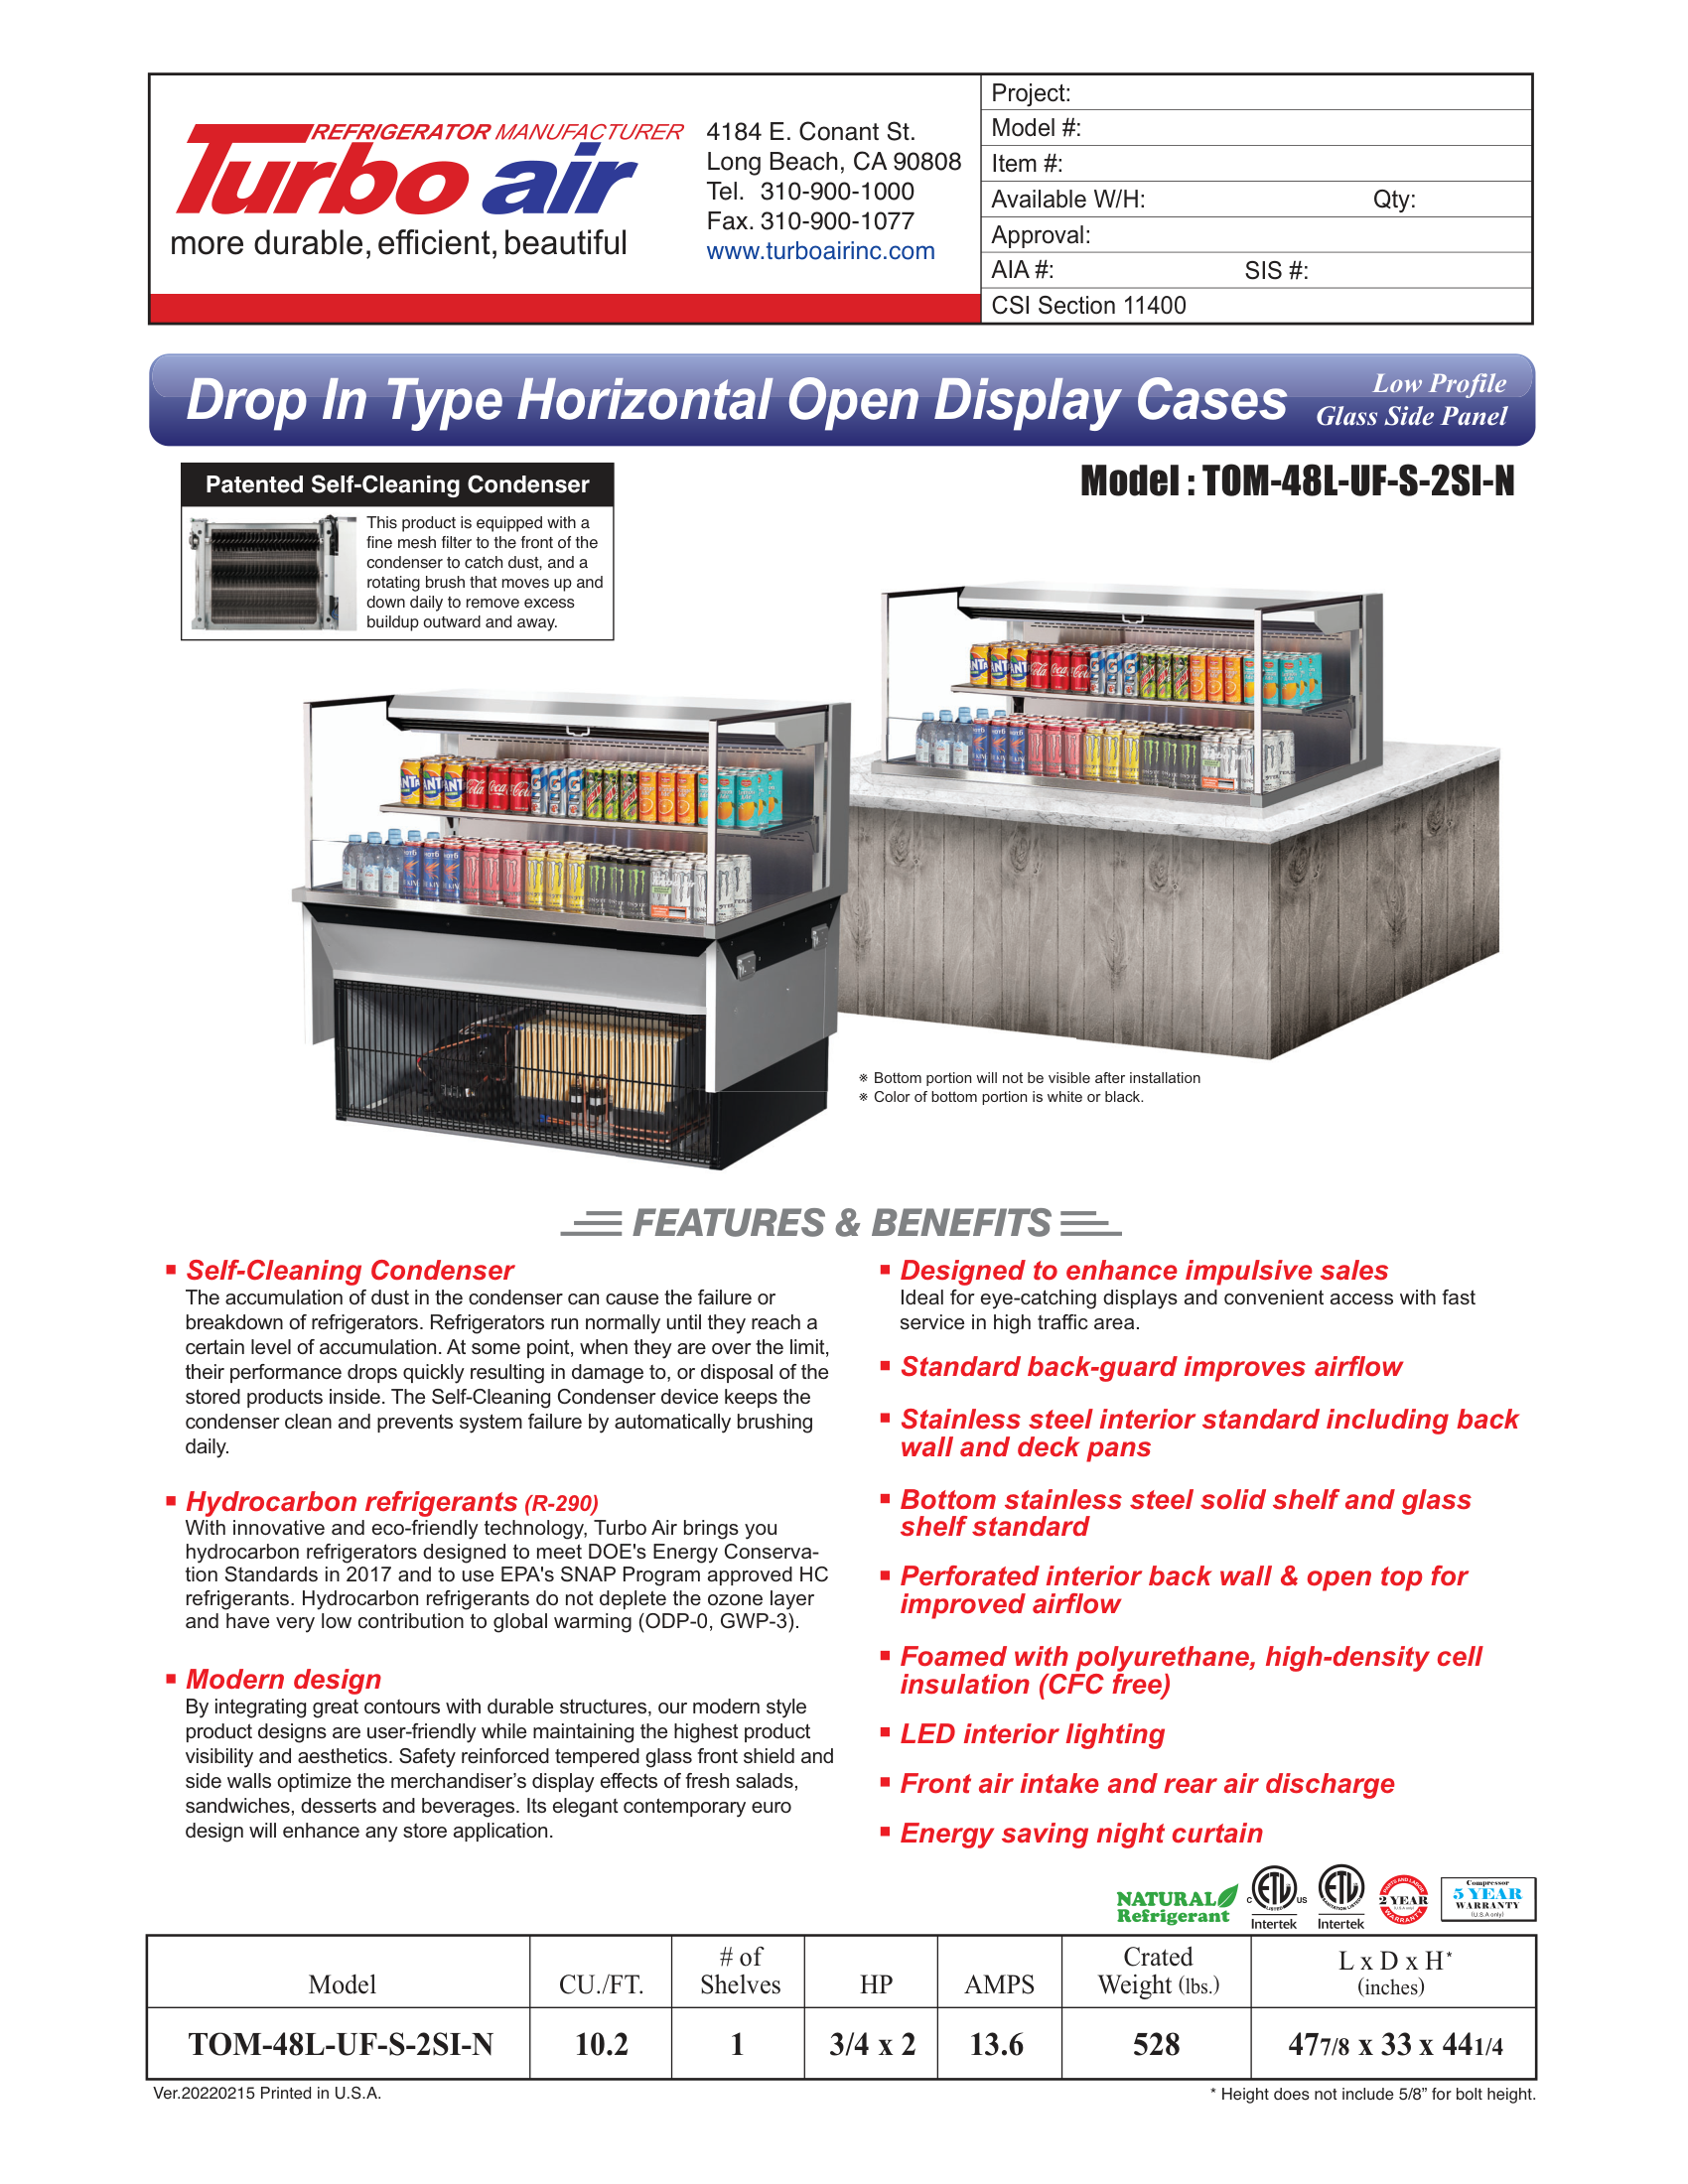 REFRIGERATOR MANUFACTURER
Turbo air
more durable, efficient, beautiful
4184 E. Conant St.
Long Beach, CA 90808
Tel. 310-900-1000
Fax. 310-900-1077
www.turboairinc.com
Project:
Model #:
Item #:
Available W/H: Qty:
Approval:
AIA #: SIS #:
CSI Section 11400
Drop In Type Horizontal Open Display Cases
Low Profile
Glass Side Panel
Patented Self-Cleaning Condenser
This product is equipped with a
fine mesh filter to the front of the
condenser to catch dust, and a
rotating brush that moves up and
down daily to remove excess
buildup outward and away.
Model : TOM-48L-UF-S-2SI-N
※ Bottom portion will not be visible after installation
※ Color of bottom portion is white or black.
FEATURES & BENEFITS
▪ Self-Cleaning Condenser
The accumulation of dust in the condenser can cause the failure or
breakdown of refrigerators. Refrigerators run normally until they reach a
certain level of accumulation. At some point, when they are over the limit,
their performance drops quickly resulting in damage to, or disposal of the
stored products inside. The Self-Cleaning Condenser device keeps the
condenser clean and prevents system failure by automatically brushing
daily.
▪ Hydrocarbon refrigerants (R-290)
With innovative and eco-friendly technology, Turbo Air brings you
hydrocarbon refrigerators designed to meet DOE's Energy Conserva-
tion Standards in 2017 and to use EPA's SNAP Program approved HC
refrigerants. Hydrocarbon refrigerants do not deplete the ozone layer
and have very low contribution to global warming (ODP-0, GWP-3).
▪ Modern design
By integrating great contours with durable structures, our modern style
product designs are user-friendly while maintaining the highest product
visibility and aesthetics. Safety reinforced tempered glass front shield and
side walls optimize the merchandiser's display effects of fresh salads,
sandwiches, desserts and beverages. Its elegant contemporary euro
design will enhance any store application.
▪ Designed to enhance impulsive sales
Ideal for eye-catching displays and convenient access with fast
service in high traffic area.
▪ Standard back-guard improves airflow
▪ Stainless steel interior standard including back
wall and deck pans
▪ Bottom stainless steel solid shelf and glass
shelf standard
▪ Perforated interior back wall & open top for
improved airflow
▪ Foamed with polyurethane, high-density cell
insulation (CFC free)
▪ LED interior lighting
▪ Front air intake and rear air discharge
▪ Energy saving night curtain
NATURAL
Refrigerant
C ETL US
LISTED
Intertek
ETL
SANITATION LISTED
Intertek
PARTS AND LABOR
2 YEAR
(U.S.A only)
WARRANTY
Compressor
5 YEAR
WARRANTY
(U.S.A only)
Model CU./FT. # of Shelves HP AMPS Crated Weight (lbs.) L x D x H* (inches)
TOM-48L-UF-S-2SI-N 10.2 1 3/4 x 2 13.6 528 47 7/8 x 33 x 44 1/4
Ver.20220215 Printed in U.S.A.
* Height does not include 5/8” for bolt height.